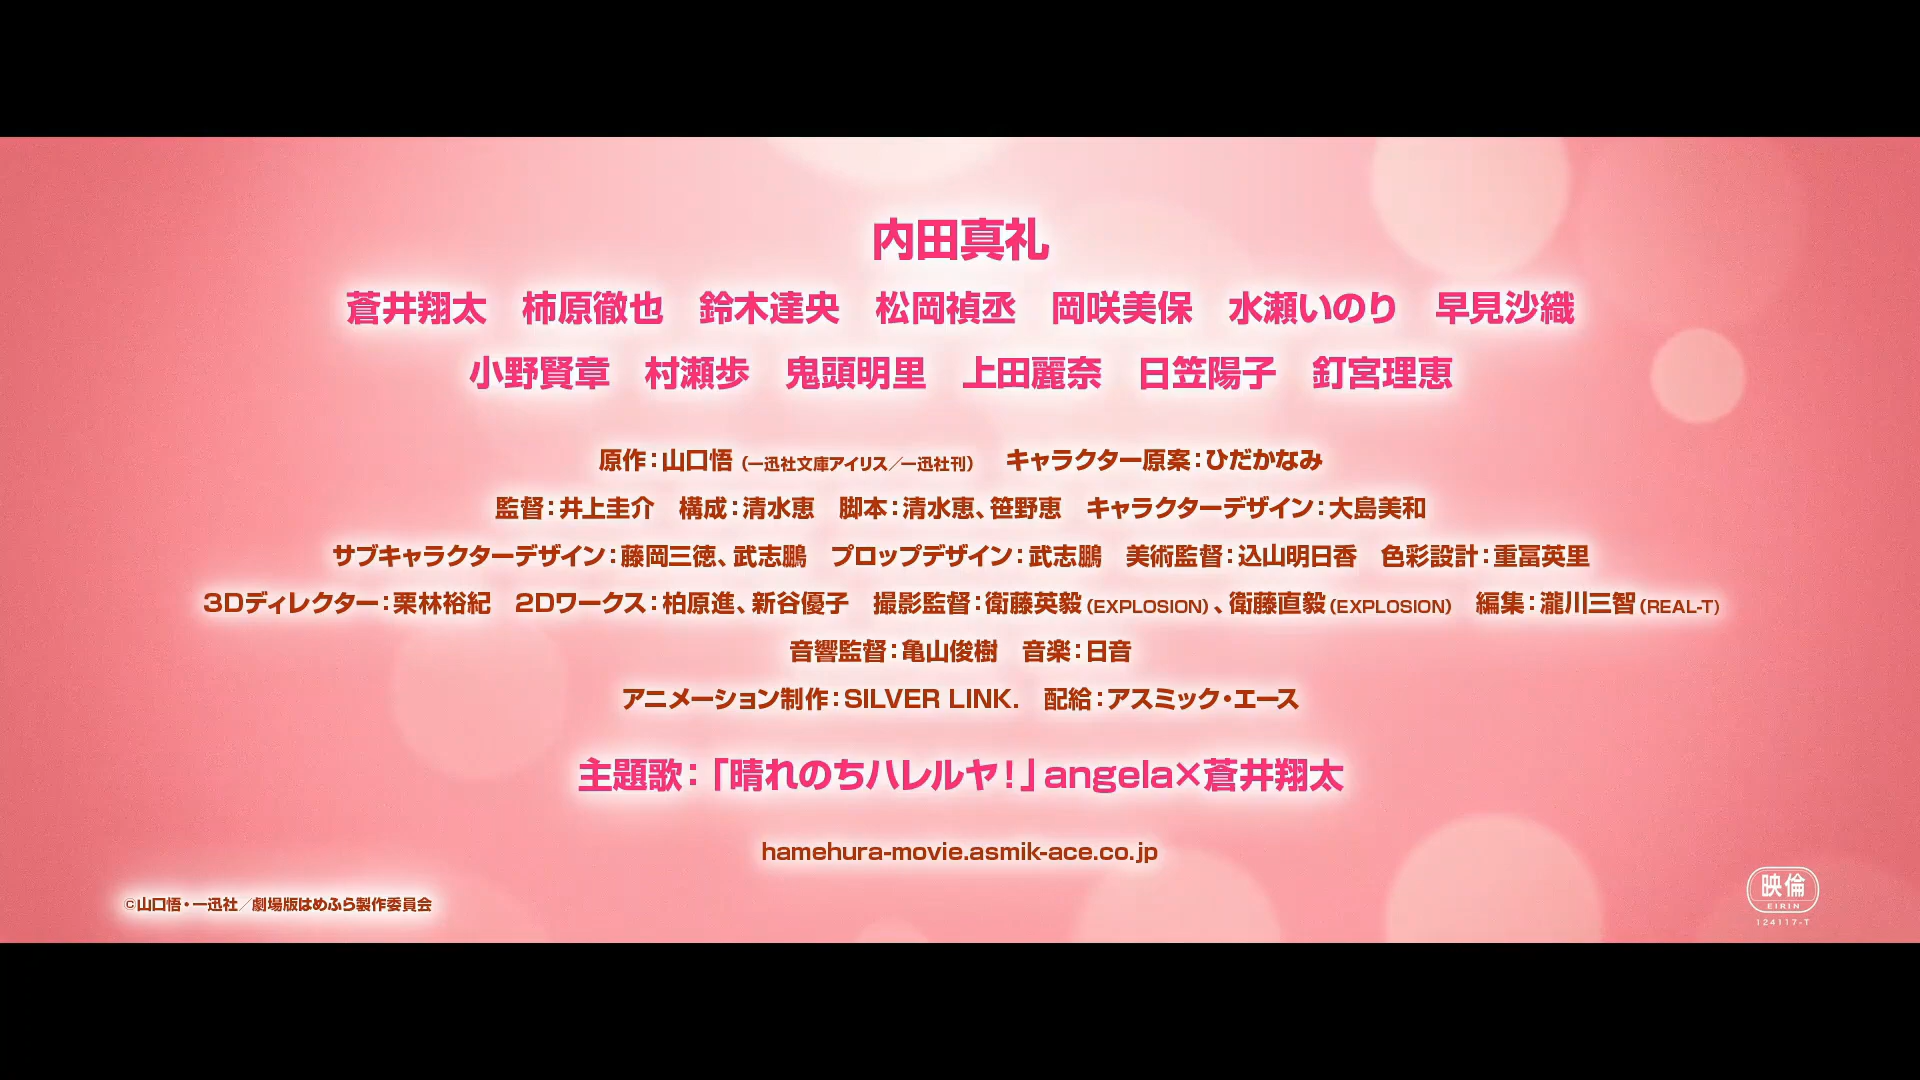 内田真礼
蒼井翔太 柿原徹也 鈴木達央 松岡禎丞 岡咲美保 水瀬いのり 早見沙織
小野賢章 村瀬歩 鬼頭明里 上田麗奈 日笠陽子 釘宮理恵
原作:山口悟(一迅社文庫アイリス/一迅社刊) キャラクター原案:ひだかなみ
監督:井上圭介 構成:清水恵 脚本:清水恵、笹野恵 キャラクターデザイン:大島美和
サブキャラクターデザイン:藤岡三徳、武志鵬 プロップデザイン:武志鵬 美術監督:込山明日香 色彩設計:重冨英里
3Dディレクター:栗林裕紀 2Dワークス:柏原進、新谷優子 撮影監督:衛藤英毅(EXPLOSION)、衛藤直毅(EXPLOSION) 編集:瀧川三智(REAL-T)
音響監督:亀山俊樹 音楽:日音
アニメーション制作:SILVER LINK. 配給:アスミック・エース
主題歌:「晴れのちハレルヤ!」angela×蒼井翔太
hamehura-movie.asmik-ace.co.jp
©山口悟・一迅社/劇場版はめふら製作委員会
映倫
EIRIN
124117-T